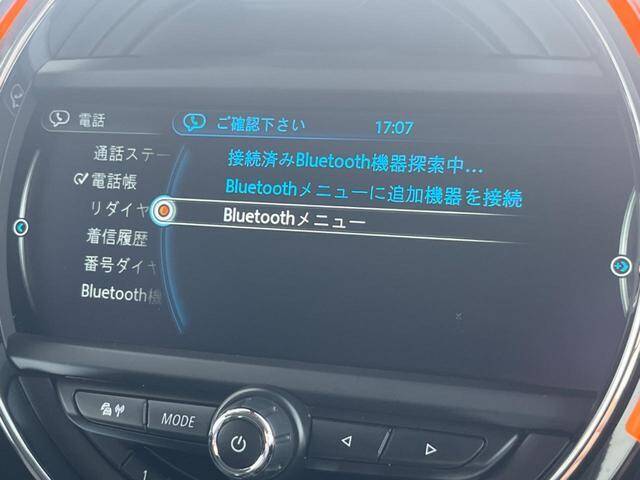 電話
ご確認下さい 17:07
通話ステー
接続済みBluetooth機器探索中...
電話帳
Bluetoothメニューに追加機器を接続
リダイヤ
Bluetoothメニュー
着信履歴
番号ダイヤ
Bluetooth機
MODE
1